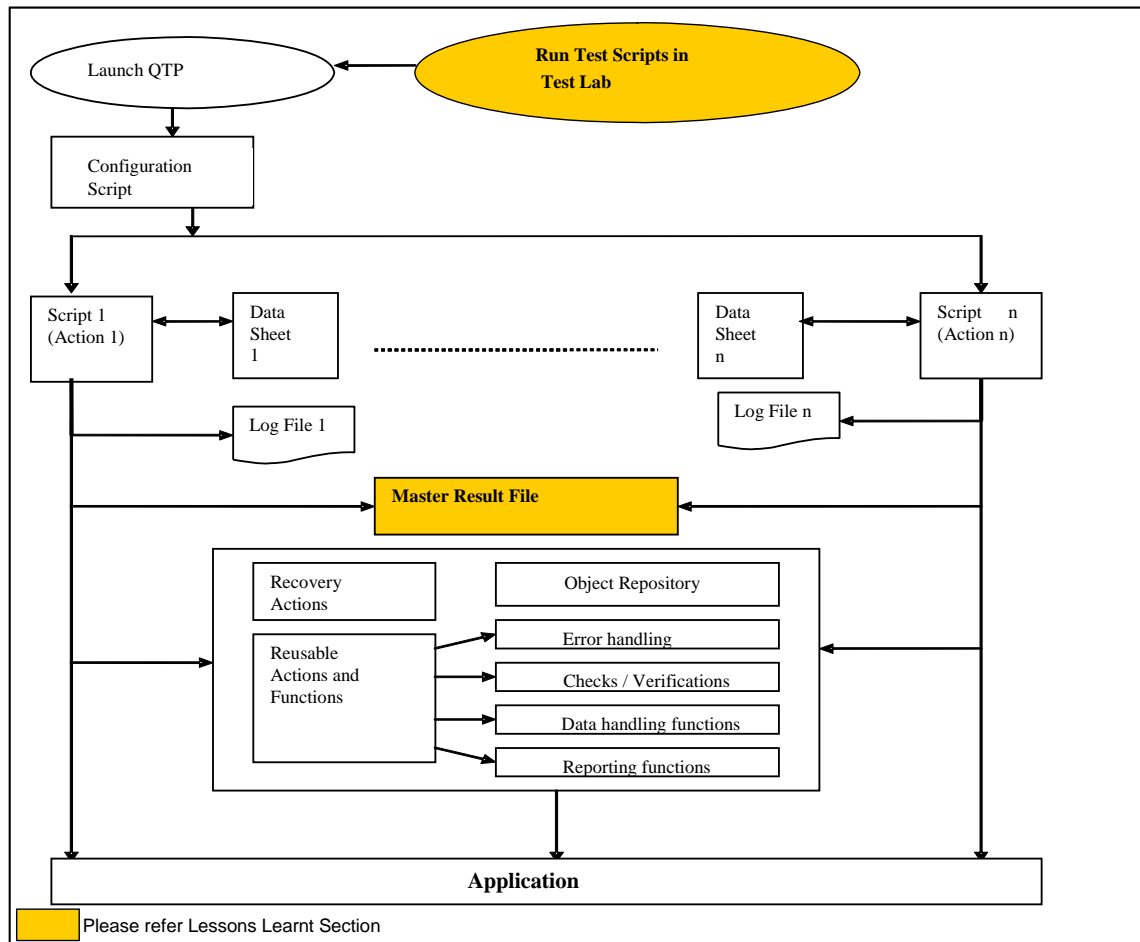 Run Test Scripts in
Test Lab
Launch QTP
Configuration
Script
Script 1
(Action 1)
Data
Sheet
1
Data
Sheet
n
Script n
(Action n)
Log File 1
Log File n
Master Result File
Recovery
Actions
Object Repository
Reusable
Actions and
Functions
Error handling
Checks / Verifications
Data handling functions
Reporting functions
Application
Please refer Lessons Learnt Section